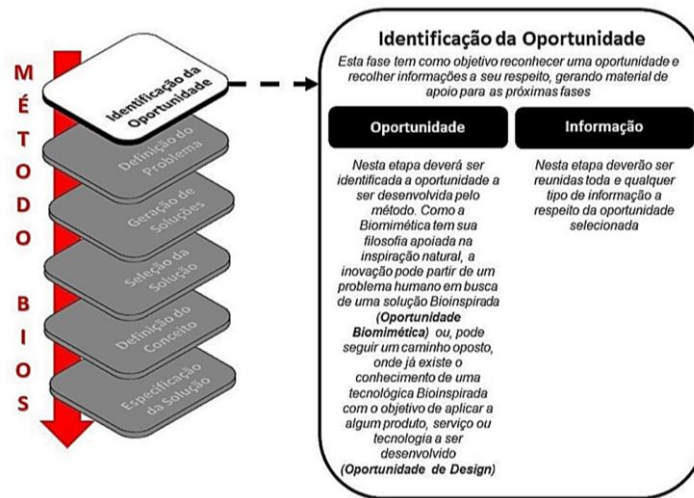 MÉTODO BIOS
Identificação da
Oportunidade
Definição do
Problema
Geração de
Soluções
Seleção da
Solução
Definição do
Conceito
Especificação
da Solução
Identificação da Oportunidade
Esta fase tem como objetivo reconhecer uma oportunidade e
recolher informações a seu respeito, gerando material de
apoio para as próximas fases
Oportunidade
Nesta etapa deverá ser
identificada a oportunidade a
ser desenvolvida pelo
método. Como a
Biomimética tem sua
filosofia apoiada na
inspiração natural, a
inovação pode partir de um
problema humano em busca
de uma solução Bioinspirada
(Oportunidade
Biomimética) ou, pode
seguir um caminho oposto,
onde já existe o
conhecimento de uma
tecnológica Bioinspirada
com o objetivo de aplicar a
algum produto, serviço ou
tecnologia a ser
desenvolvido
(Oportunidade de Design)
Informação
Nesta etapa deverão ser
reunidas toda e qualquer
tipo de informação a
respeito da oportunidade
selecionada